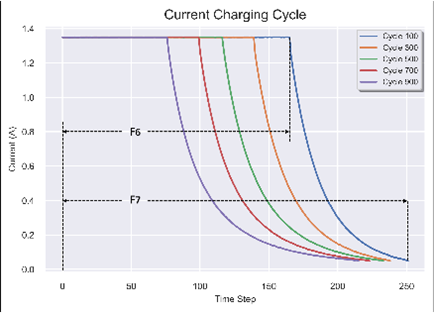 Current Charging Cycle
1.4
1.2
1.0
0.8
0.6
0.4
0.2
0.0
Current (A)
Cycle 100
Cycle 300
Cycle 500
Cycle 700
Cycle 900
F6
F7
0
50
100
150
200
250
Time Step